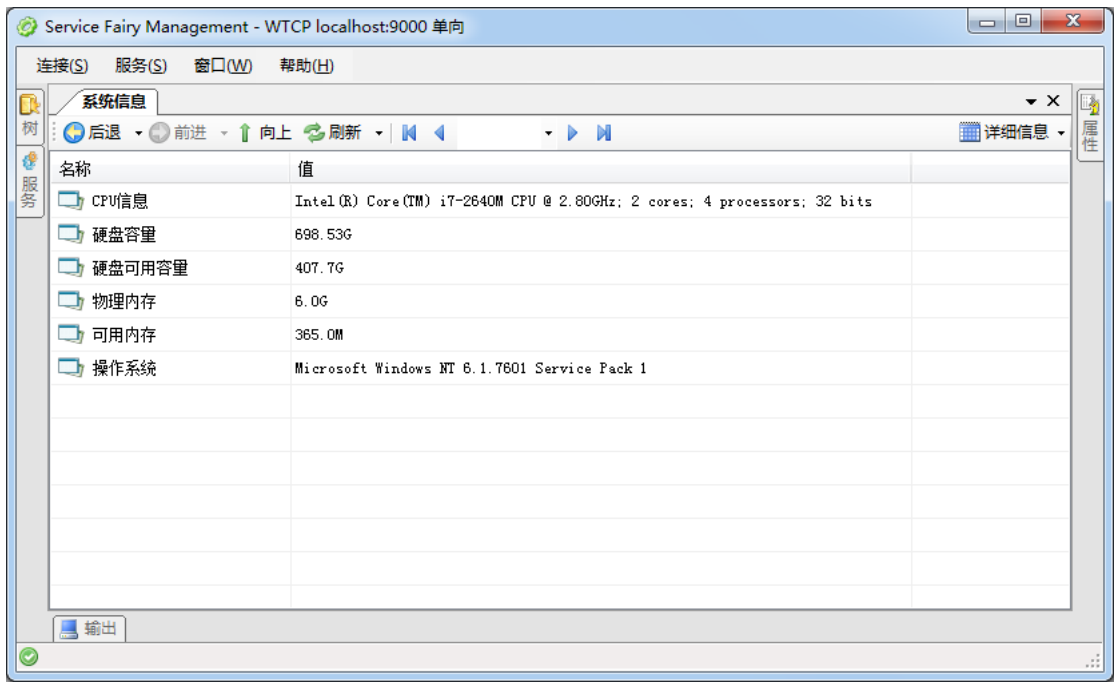 Service Fairy Management - WTCP localhost:9000 单向
连接(S) 服务(S) 窗口(W) 帮助(H)
树
服务
系统信息
属性
后退 前进 向上 刷新 详细信息
名称 值
CPU信息 Intel(R) Core(TM) i7-2640M CPU @ 2.80GHz; 2 cores; 4 processors; 32 bits
硬盘容量 698.53G
硬盘可用容量 407.7G
物理内存 6.0G
可用内存 365.0M
操作系统 Microsoft Windows NT 6.1.7601 Service Pack 1
输出